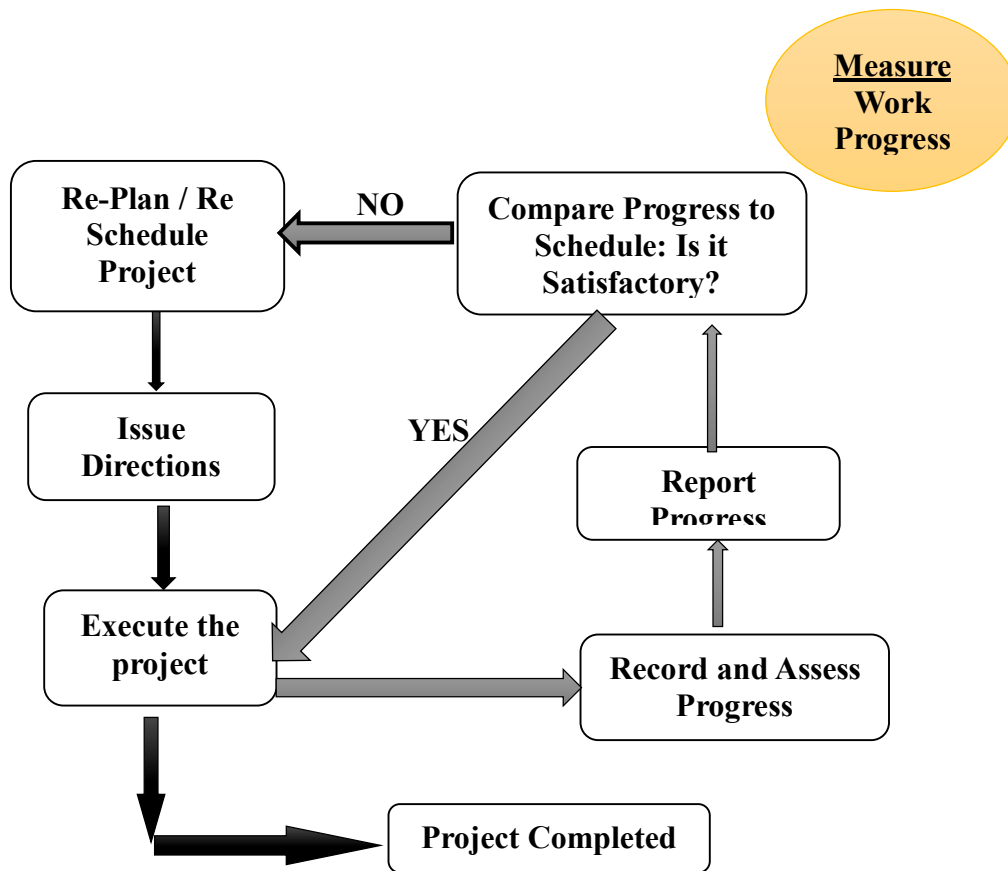 Measure
Work
Progress
Re-Plan / Re
Schedule
Project
NO
Compare Progress to
Schedule: Is it
Satisfactory?
YES
Issue
Directions
Report
Progress
Execute the
project
Record and Assess
Progress
Project Completed